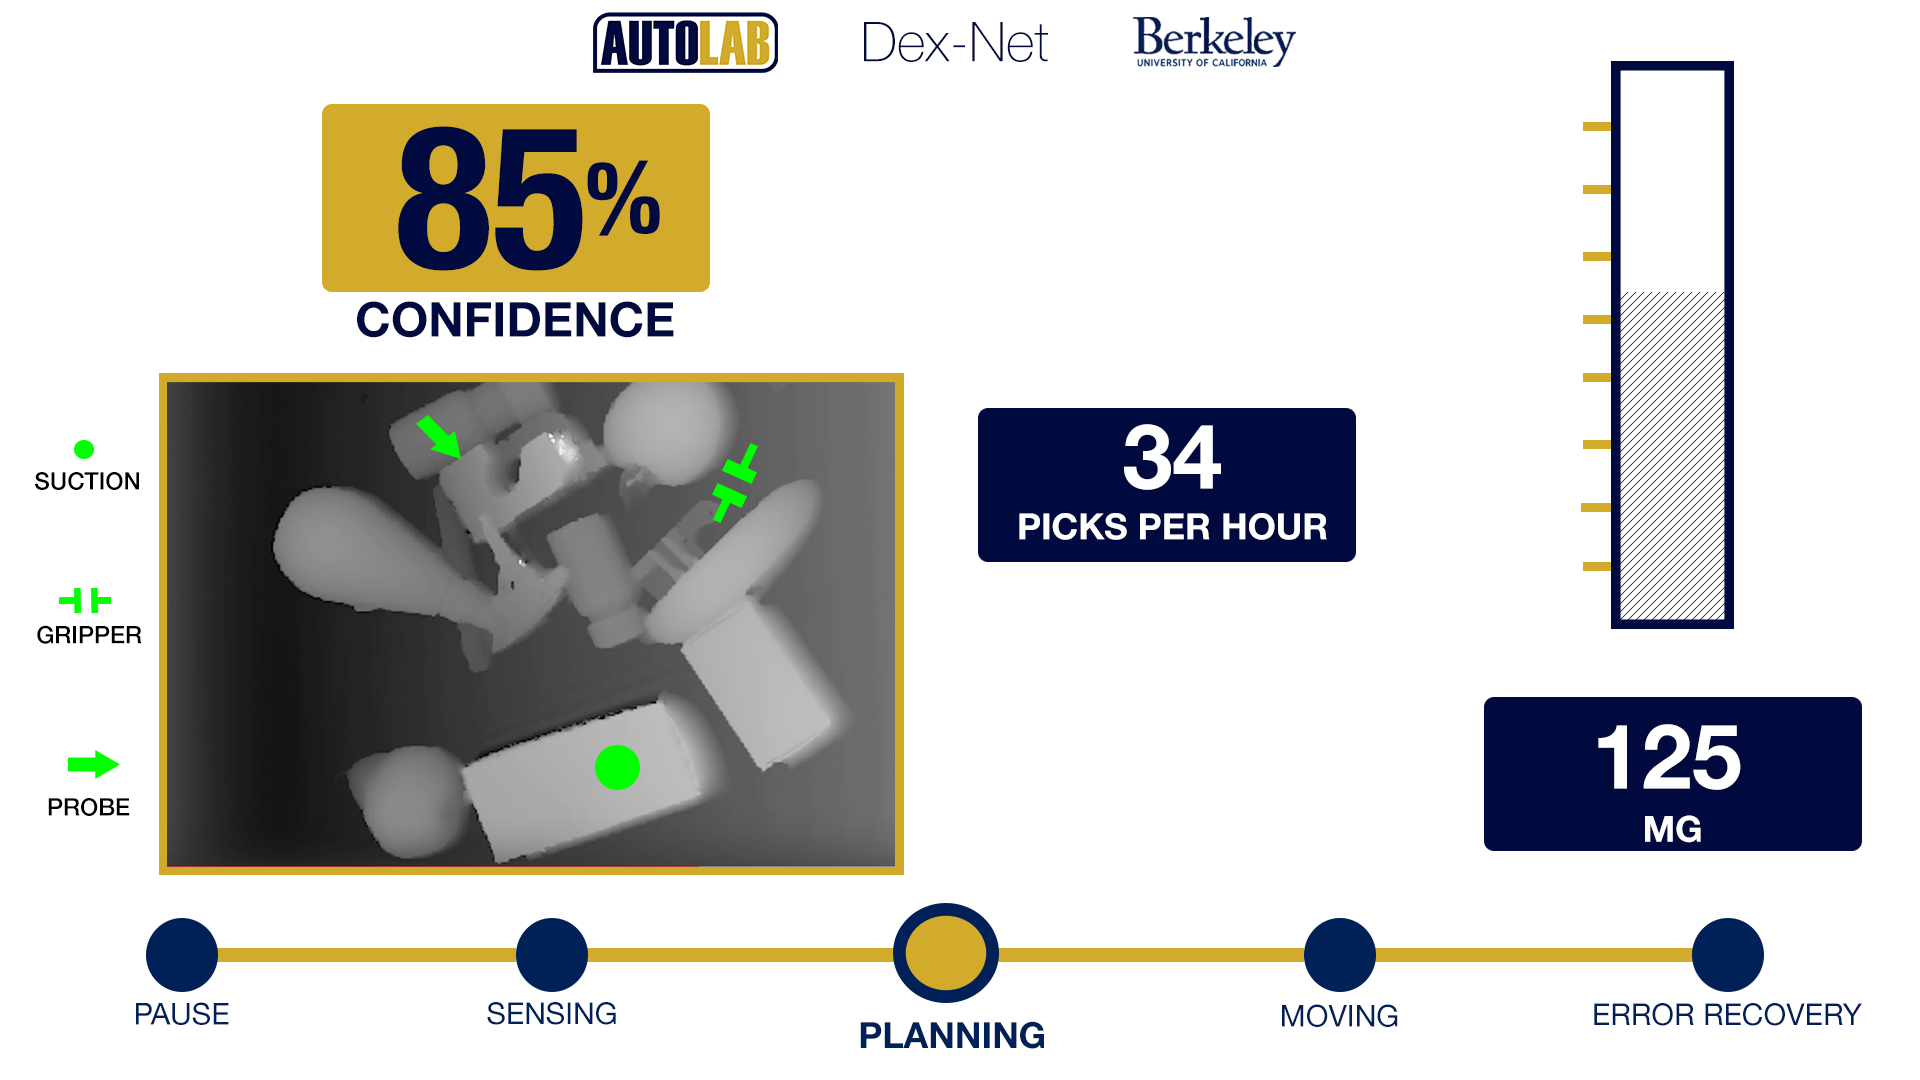 AUTOLAB
Dex-Net
Berkeley
UNIVERSITY OF CALIFORNIA
85%
CONFIDENCE
SUCTION
GRIPPER
PROBE
34
PICKS PER HOUR
125
MG
PAUSE
SENSING
PLANNING
MOVING
ERROR RECOVERY